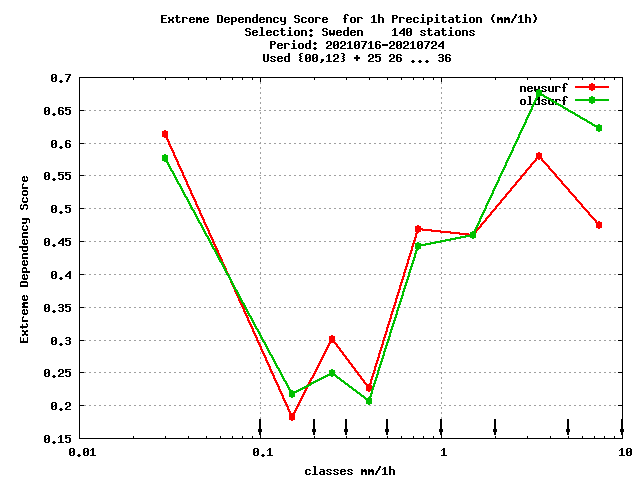 Extreme Dependency Score  for 1h Precipitation (mm/1h)
Selection: Sweden    140 stations
Period: 20210716-20210724
Used {00,12} + 25 26 ... 36
0.7
newsurf
oldsurf
0.65
0.6
0.55
0.5
0.45
0.4
0.35
0.3
0.25
0.2
0.15
Extreme Dependency Score
0.01
0.1
1
10
classes mm/1h